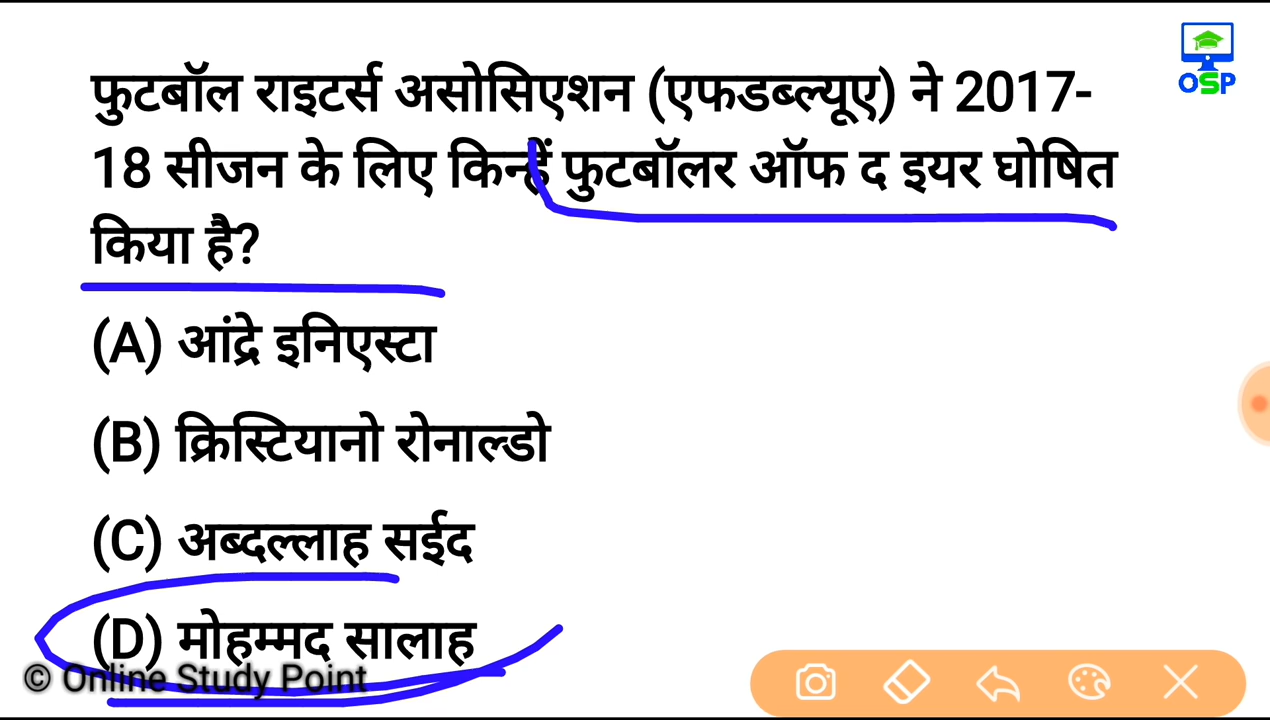 OSP
फुटबॉल राइटर्स असोसिएशन (एफडब्ल्यूए) ने 2017-
18 सीजन के लिए किन्हें फुटबॉलर ऑफ द इयर घोषित
किया है?
(A) आंद्रे इनिएस्टा
(B) क्रिस्टियानो रोनाल्डो
(C) अब्दल्लाह सईद
(D) मोहम्मद सालाह
© Online Study Point